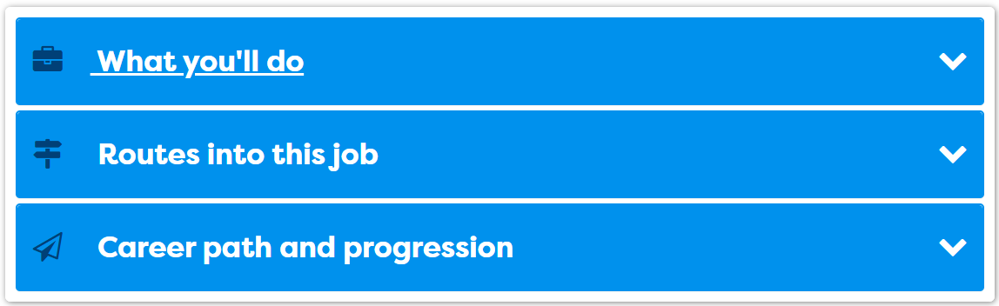 What you'll do
Routes into this job
Career path and progression